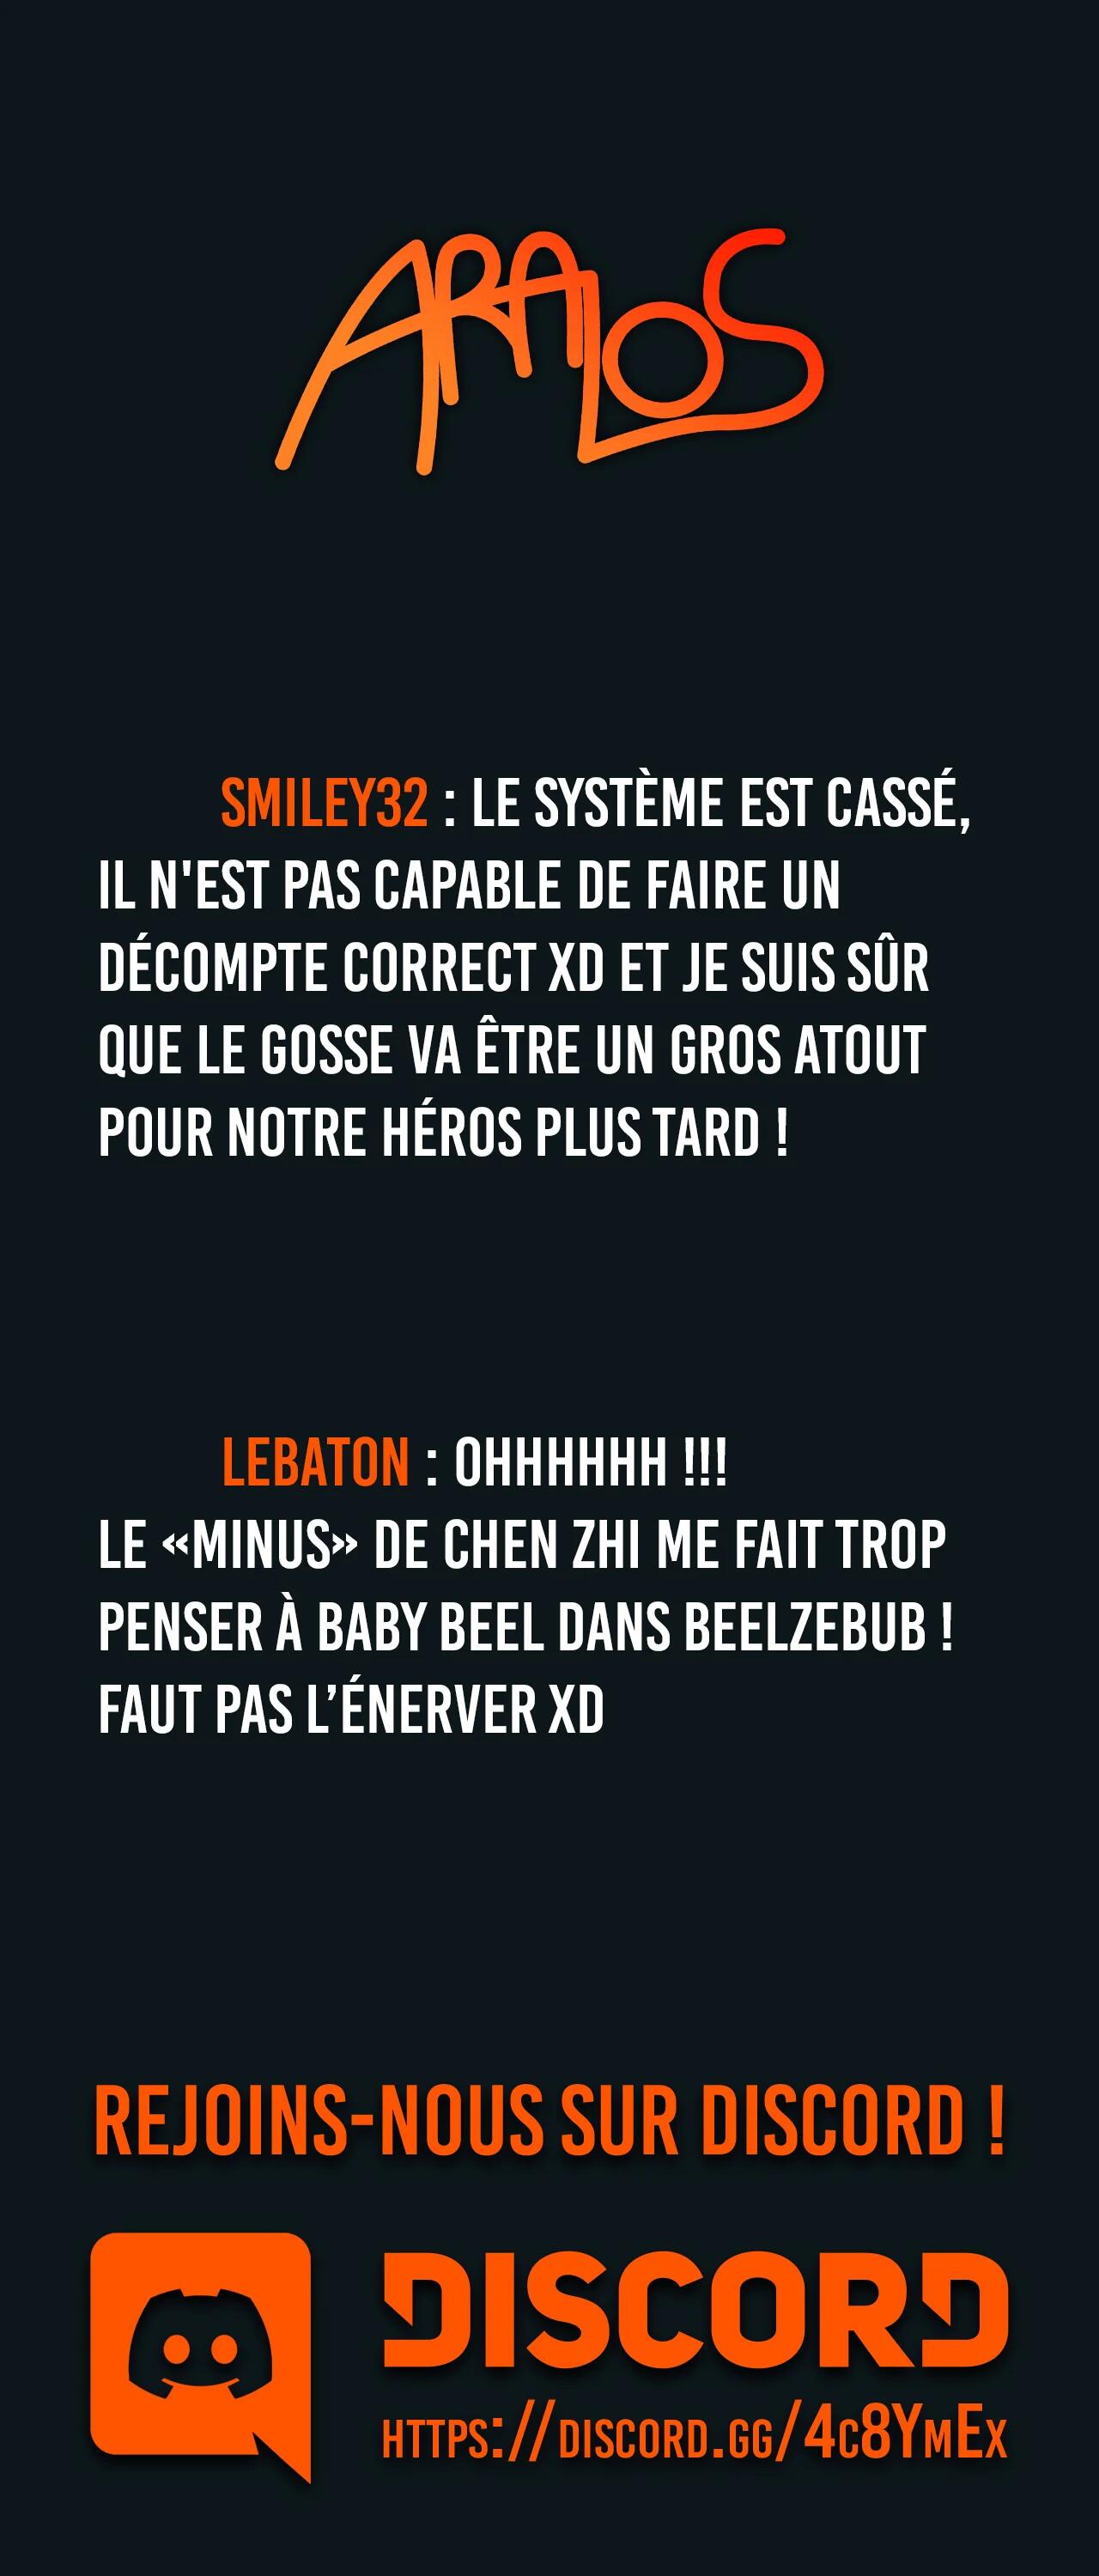 ARALOS
SMILEY32 : LE SYSTÈME EST CASSÉ,
IL N'EST PAS CAPABLE DE FAIRE UN
DÉCOMPTE CORRECT XD ET JE SUIS SÛR
QUE LE GOSSE VA ÊTRE UN GROS ATOUT
POUR NOTRE HÉROS PLUS TARD !
LEBATON : OHHHHHH !!!
LE «MINUS» DE CHEN ZHI ME FAIT TROP
PENSER À BABY BEEL DANS BEELZEBUB !
FAUT PAS L’ÉNERVER XD
REJOINS-NOUS SUR DISCORD !
DISCORD
https://discord.gg/4c8YmEx